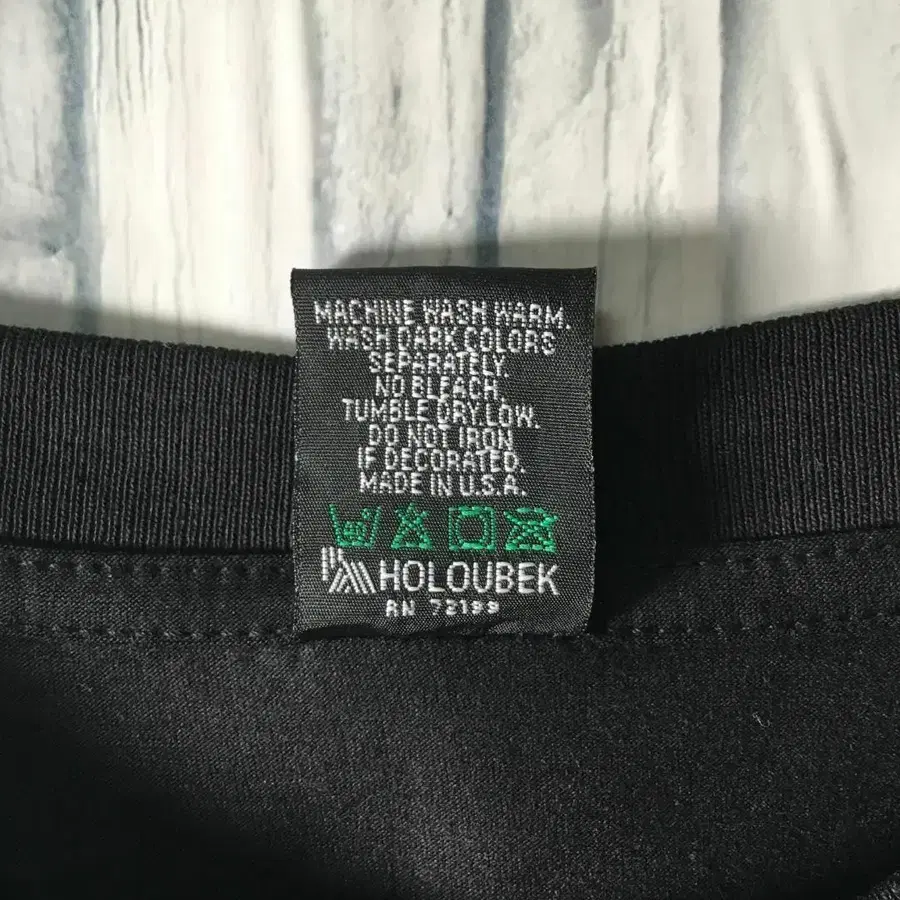 MACHINE WASH WARM.
WASH DARK COLORS
SEPARATELY.
NO BLEACH.
TUMBLE DRY LOW.
DO NOT IRON
IF DECORATED.
MADE IN U.S.A.
HOLOUBEK
RN 72199